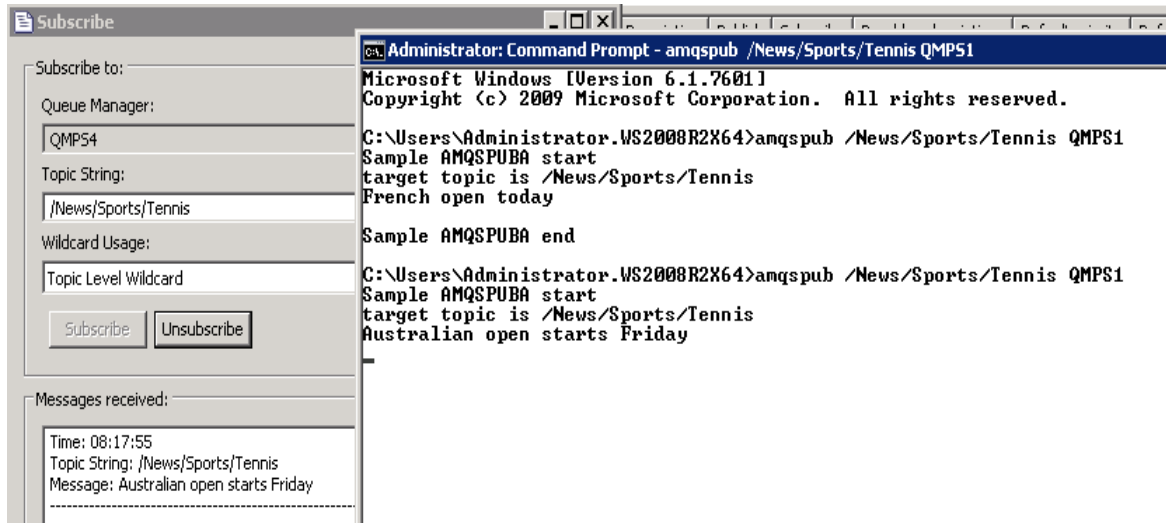 Subscribe
Subscribe to:
Queue Manager:
QMPS4
Topic String:
/News/Sports/Tennis
Wildcard Usage:
Topic Level Wildcard
Subscribe Unsubscribe
Messages received:
Time: 08:17:55
Topic String: /News/Sports/Tennis
Message: Australian open starts Friday
--------------------------------------------------------
Administrator: Command Prompt - amqspub /News/Sports/Tennis QMPS1
Microsoft Windows [Version 6.1.7601]
Copyright (c) 2009 Microsoft Corporation. All rights reserved.
C:\Users\Administrator.WS2008R2X64>amqspub /News/Sports/Tennis QMPS1
Sample AMQSPUBA start
target topic is /News/Sports/Tennis
French open today
Sample AMQSPUBA end
C:\Users\Administrator.WS2008R2X64>amqspub /News/Sports/Tennis QMPS1
Sample AMQSPUBA start
target topic is /News/Sports/Tennis
Australian open starts Friday